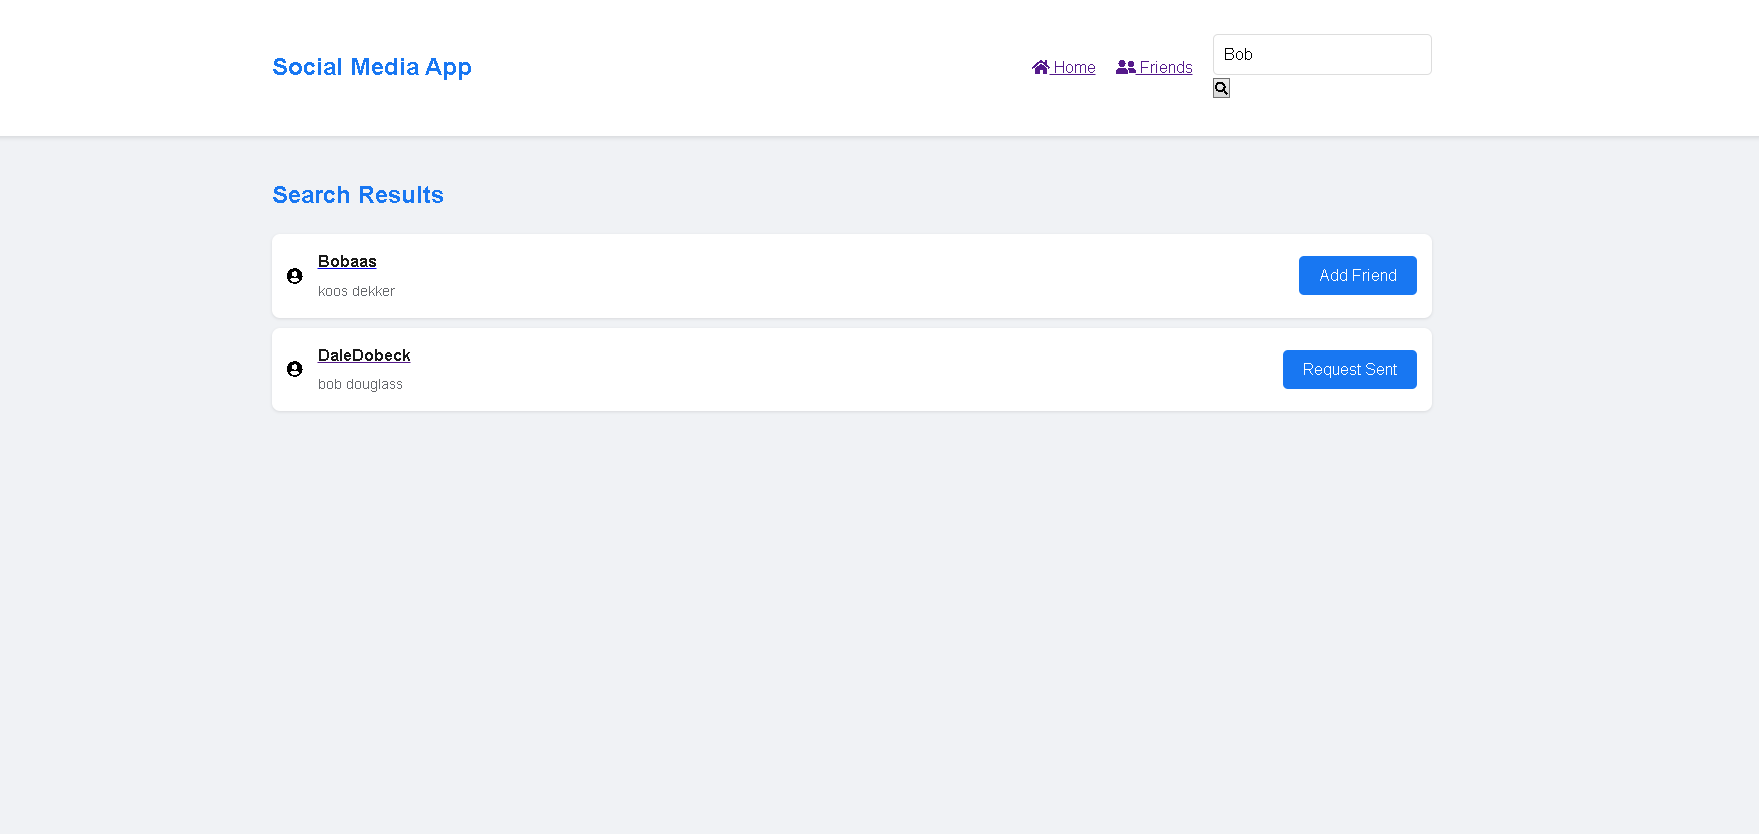 Social Media App
Home
Friends
Bob
Search Results
Bobaas
koos dekker
Add Friend
DaleDobeck
bob douglass
Request Sent